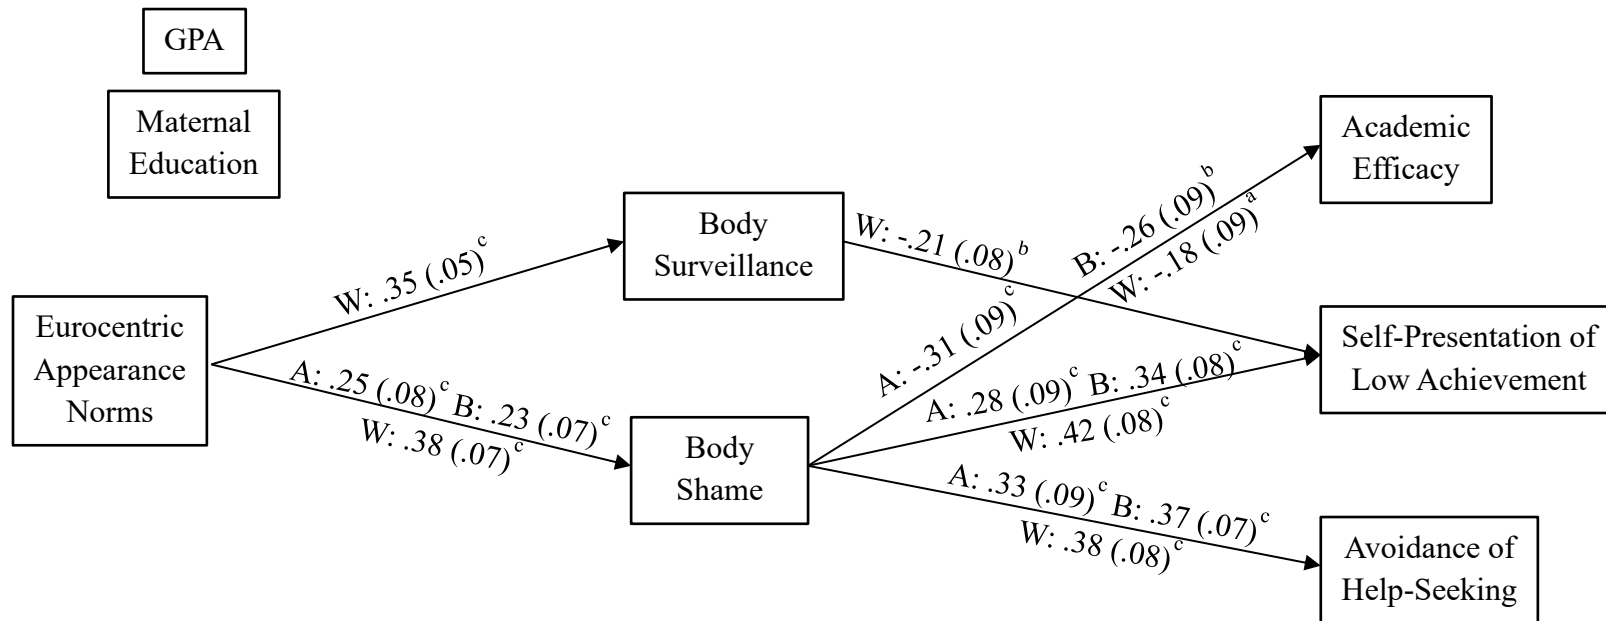 GPA
Maternal
Education
Eurocentric
Appearance
Norms
W: .35 (.05)ᶜ
A: .25 (.08)ᶜ B: .23 (.07)ᶜ
W: .38 (.07)ᶜ
Body
Surveillance
Body
Shame
W: -.21 (.08)ᵇ
A: -.31 (.09)ᶜ
B: -.26 (.09)ᵇ
W: -.18 (.09)ᵃ
A: .28 (.09)ᶜ B: .34 (.08)ᶜ
W: .42 (.08)ᶜ
A: .33 (.09)ᶜ B: .37 (.07)ᶜ
W: .38 (.08)ᶜ
Academic
Efficacy
Self-Presentation of
Low Achievement
Avoidance of
Help-Seeking